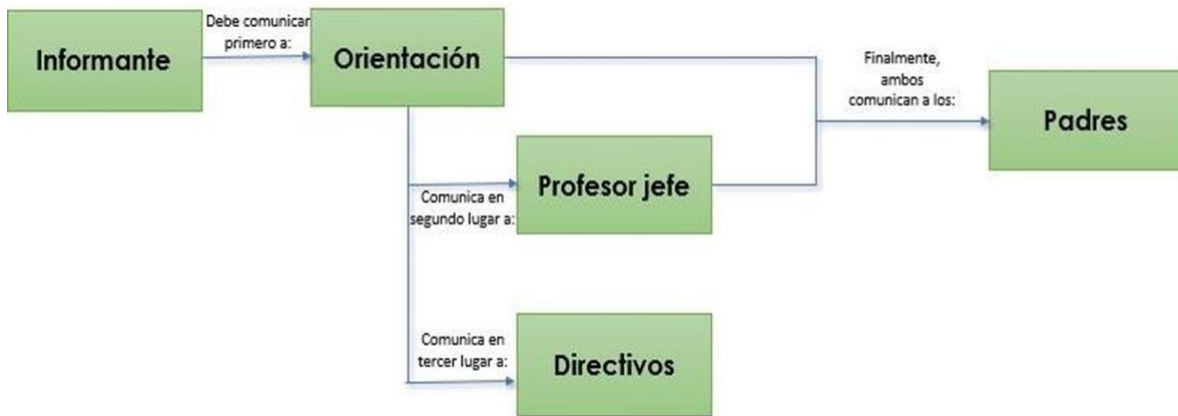 Informante
Debe comunicar
primero a:
Orientación
Finalmente,
ambos
comunican a los:
Padres
Comunica en
segundo lugar a:
Profesor jefe
Comunica en
tercer lugar a:
Directivos